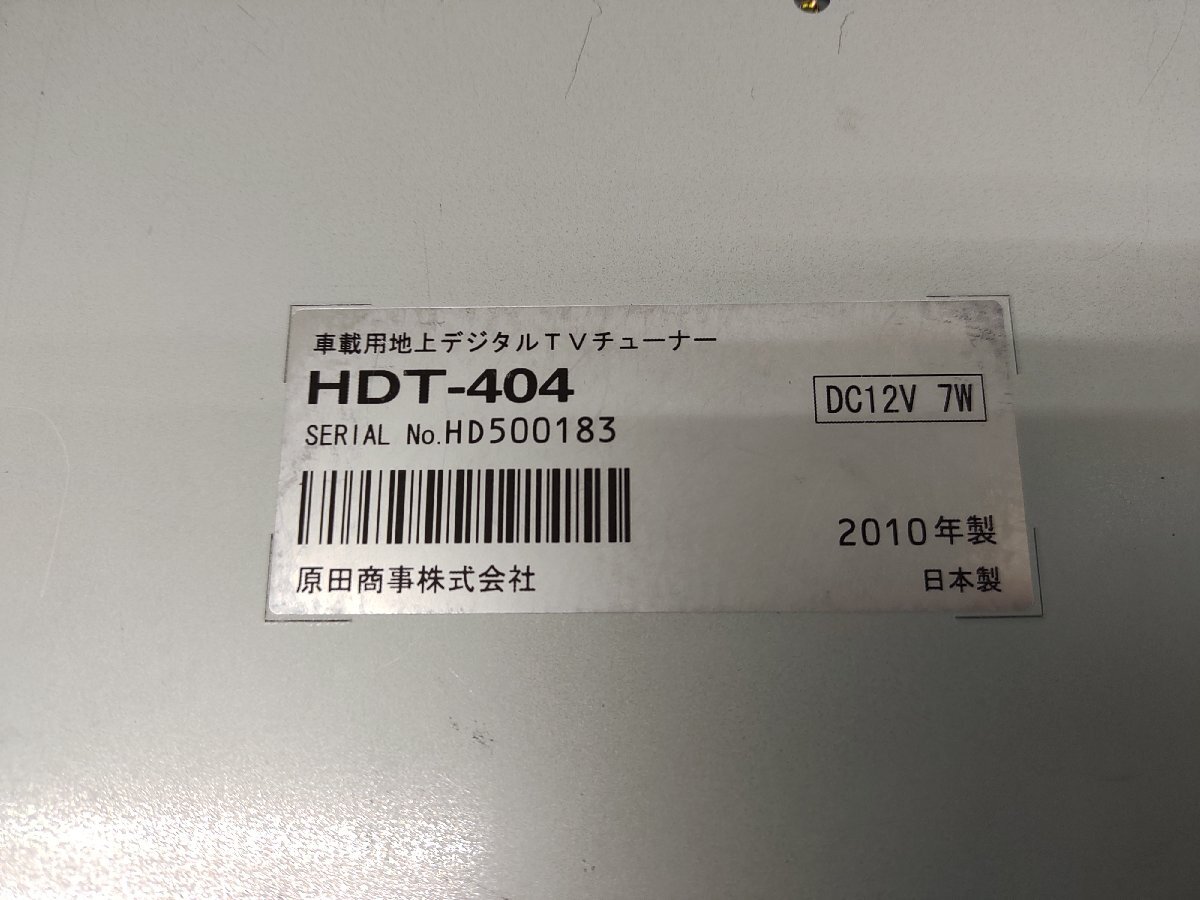 車載用地上デジタルTVチューナー
HDT-404
DC12V 7W
SERIAL No.HD500183
2010年製
原田商事株式会社
日本製